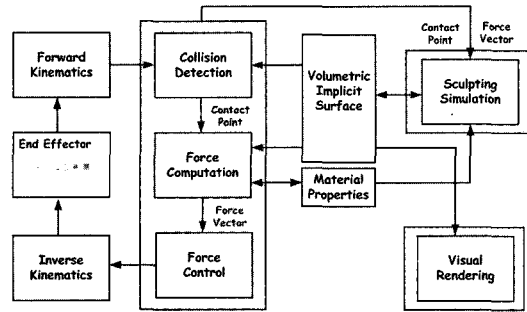 Contact
Point
Force
Vector
Forward
Kinematics
Collision
Detection
Volumetric
Implicit
Surface
Sculpting
Simulation
Contact
Point
End Effector
Force
Computation
Material
Properties
Force
Vector
Inverse
Kinematics
Force
Control
Visual
Rendering